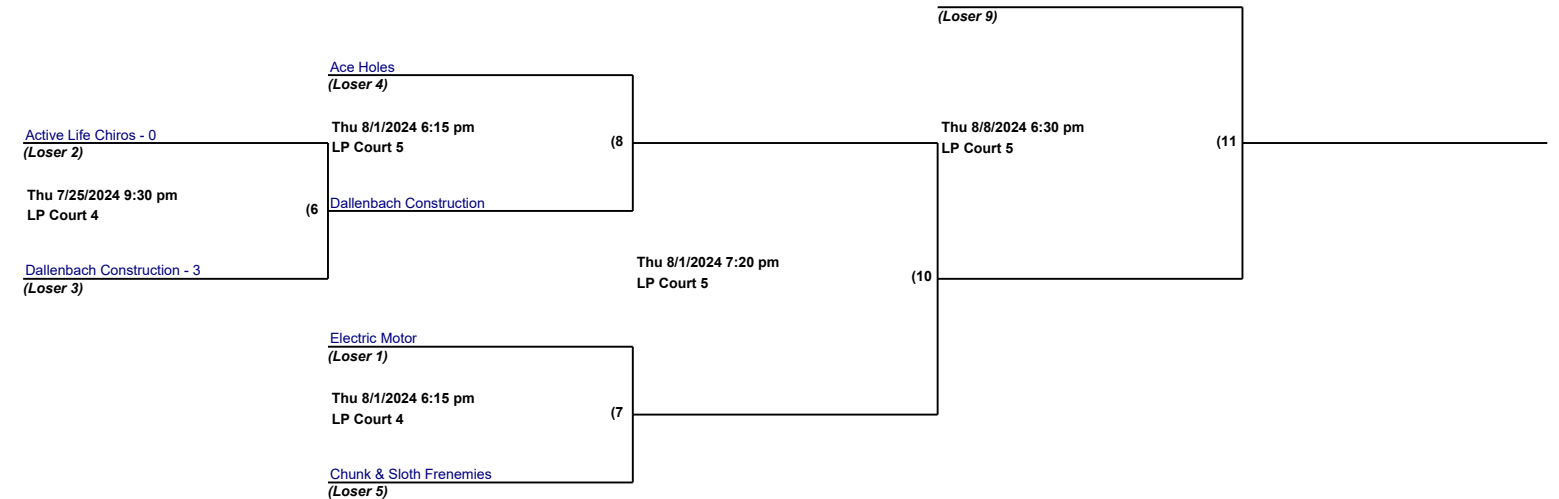 (Loser 9)
Ace Holes
(Loser 4)
Thu 8/1/2024 6:15 pm
LP Court 5
(8
Thu 8/8/2024 6:30 pm
LP Court 5
(11
Active Life Chiros - 0
(Loser 2)
Thu 7/25/2024 9:30 pm
LP Court 4
(6
Dallenbach Construction
Dallenbach Construction - 3
(Loser 3)
Thu 8/1/2024 7:20 pm
LP Court 5
(10
Electric Motor
(Loser 1)
Thu 8/1/2024 6:15 pm
LP Court 4
(7
Chunk & Sloth Frenemies
(Loser 5)